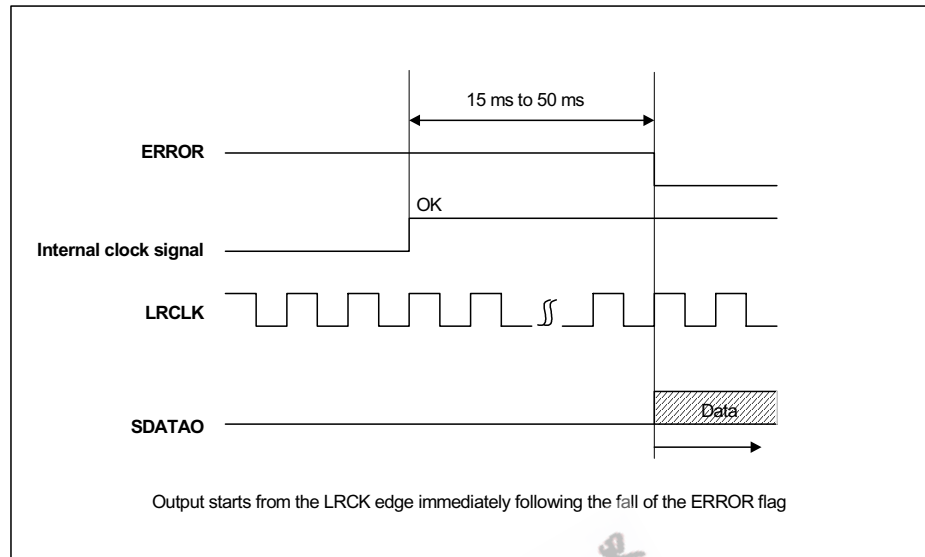 15 ms to 50 ms
ERROR
OK
Internal clock signal
LRCLK
Data
SDATAO
Output starts from the LRCK edge immediately following the fall of the ERROR flag